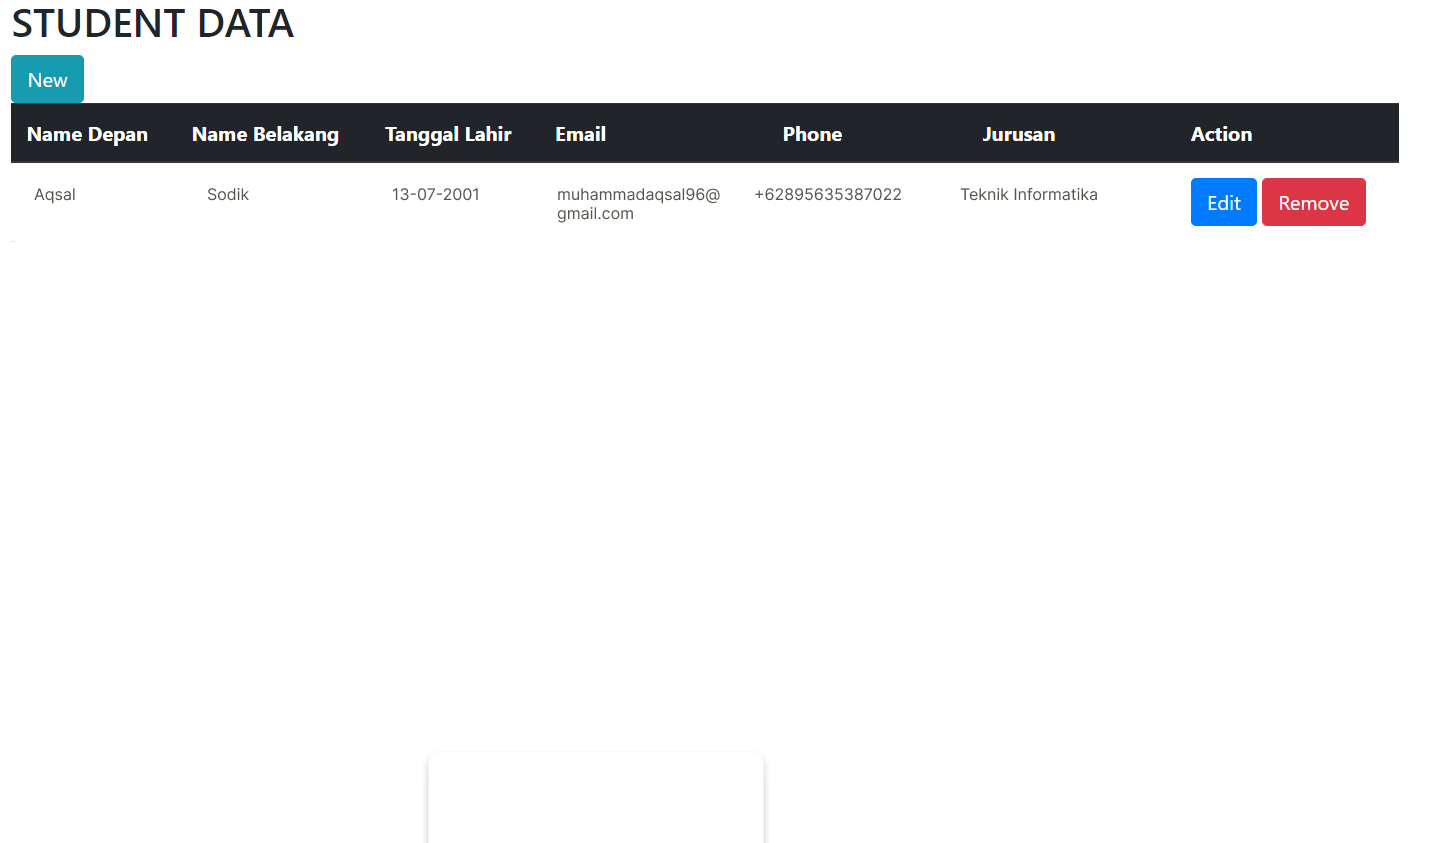 STUDENT DATA
New
Name Depan Name Belakang Tanggal Lahir Email Phone Jurusan Action
Aqsal Sodik 13-07-2001 muhammadaqsal96@ +62895635387022 Teknik Informatika Edit Remove
gmail.com